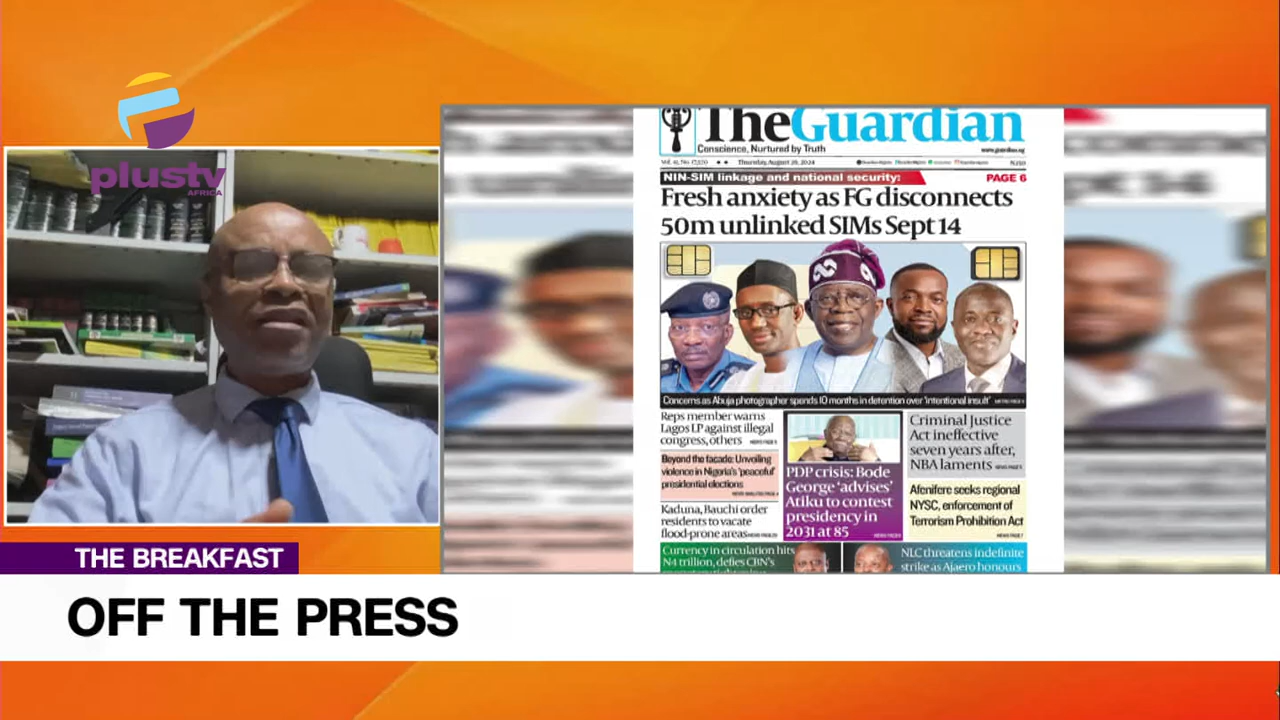 plustv
AFRICA
TheGuardian
Conscience, Nurtured by Truth
www.guardian.ng
Thursday, August 29, 2024
NIN-SIM linkage and national security:
PAGE 6
Fresh anxiety as FG disconnects
50m unlinked SIMs Sept 14
Concerns as Abuja photographer spends 10 months in detention over 'intentional insult'
Reps member warns
Lagos LP against illegal
congress, others
Beyond the facade: Unveiling
violence in Nigeria's 'peaceful'
presidential elections
Kaduna, Bauchi order
residents to vacate
flood-prone areas
PDP crisis: Bode
George 'advises'
Atiku to contest
presidency in
2031 at 85
Criminal Justice
Act ineffective
seven years after,
NBA laments
Afenifere seeks regional
NYSC, enforcement of
Terrorism Prohibition Act
Currency in circulation hits
N4 trillion, defies CBN's
NLC threatens indefinite
strike as Ajaero honours
THE BREAKFAST
OFF THE PRESS